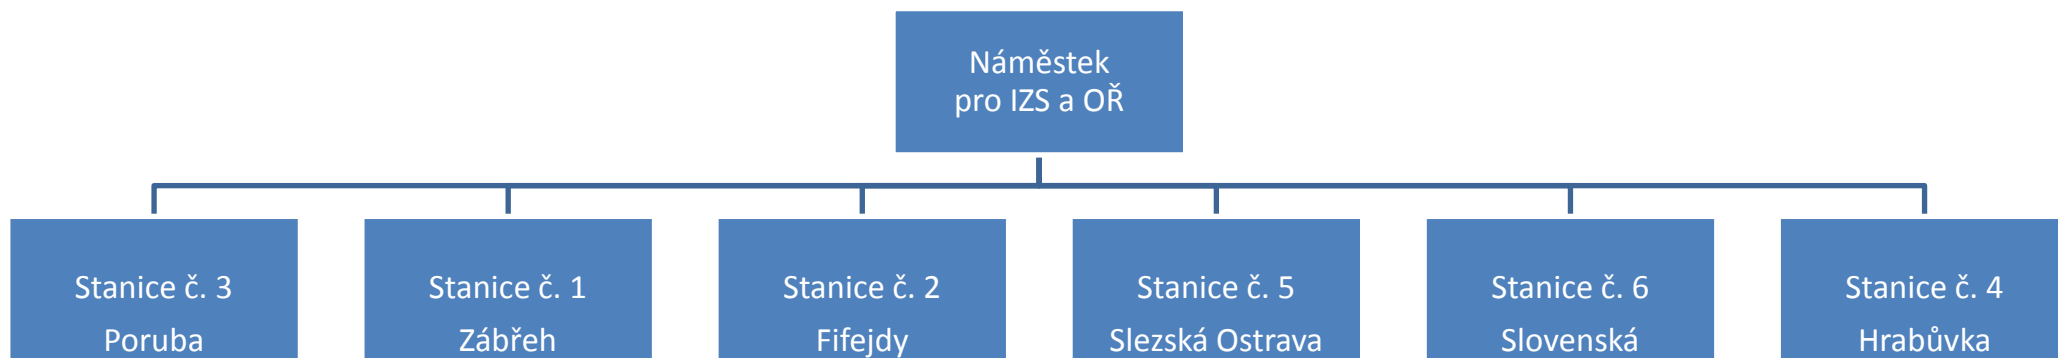 Náměstek
pro IZS a OŘ
Stanice č. 3
Poruba
Stanice č. 1
Zábřeh
Stanice č. 2
Fifejdy
Stanice č. 5
Slezská Ostrava
Stanice č. 6
Slovenská
Stanice č. 4
Hrabůvka